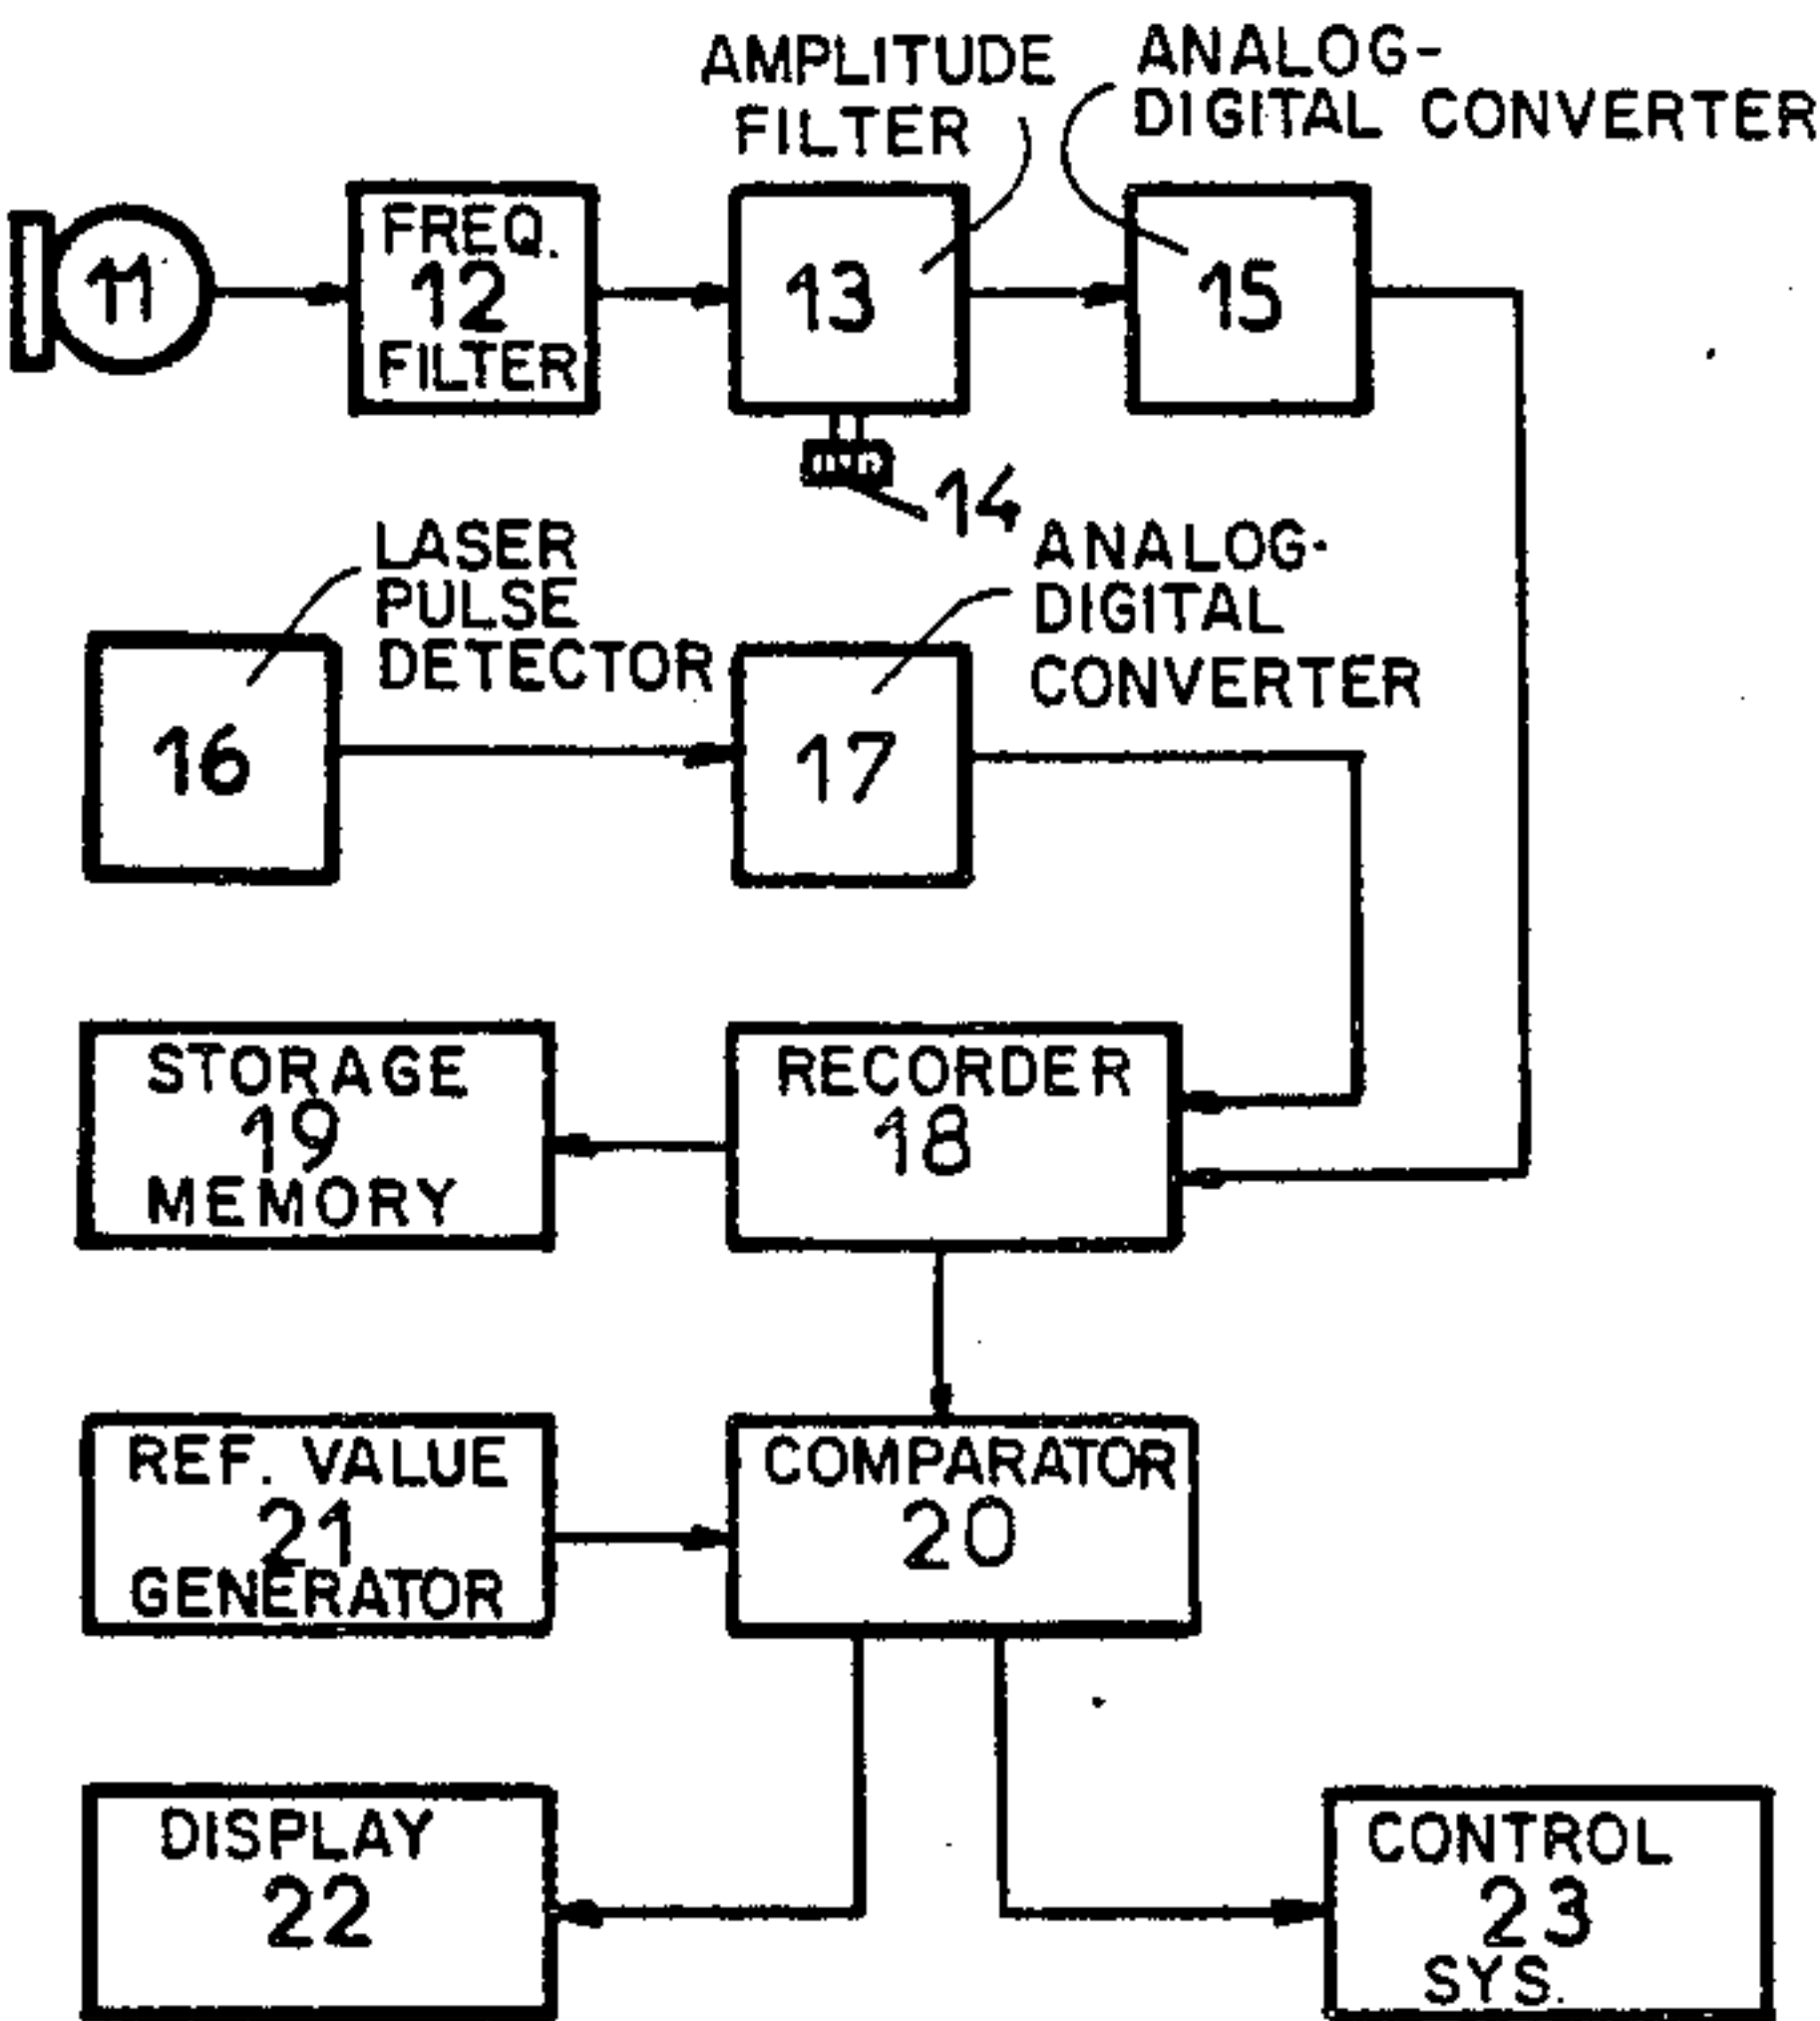 AMPLITUDE
FILTER
ANALOG-
DIGITAL CONVERTER
11
FREQ.
12
FILTER
13
15
14
LASER
PULSE
DETECTOR
ANALOG-
DIGITAL
CONVERTER
16
17
STORAGE
19
MEMORY
RECORDER
18
REF. VALUE
21
GENERATOR
COMPARATOR
20
DISPLAY
22
CONTROL
23
SYS.